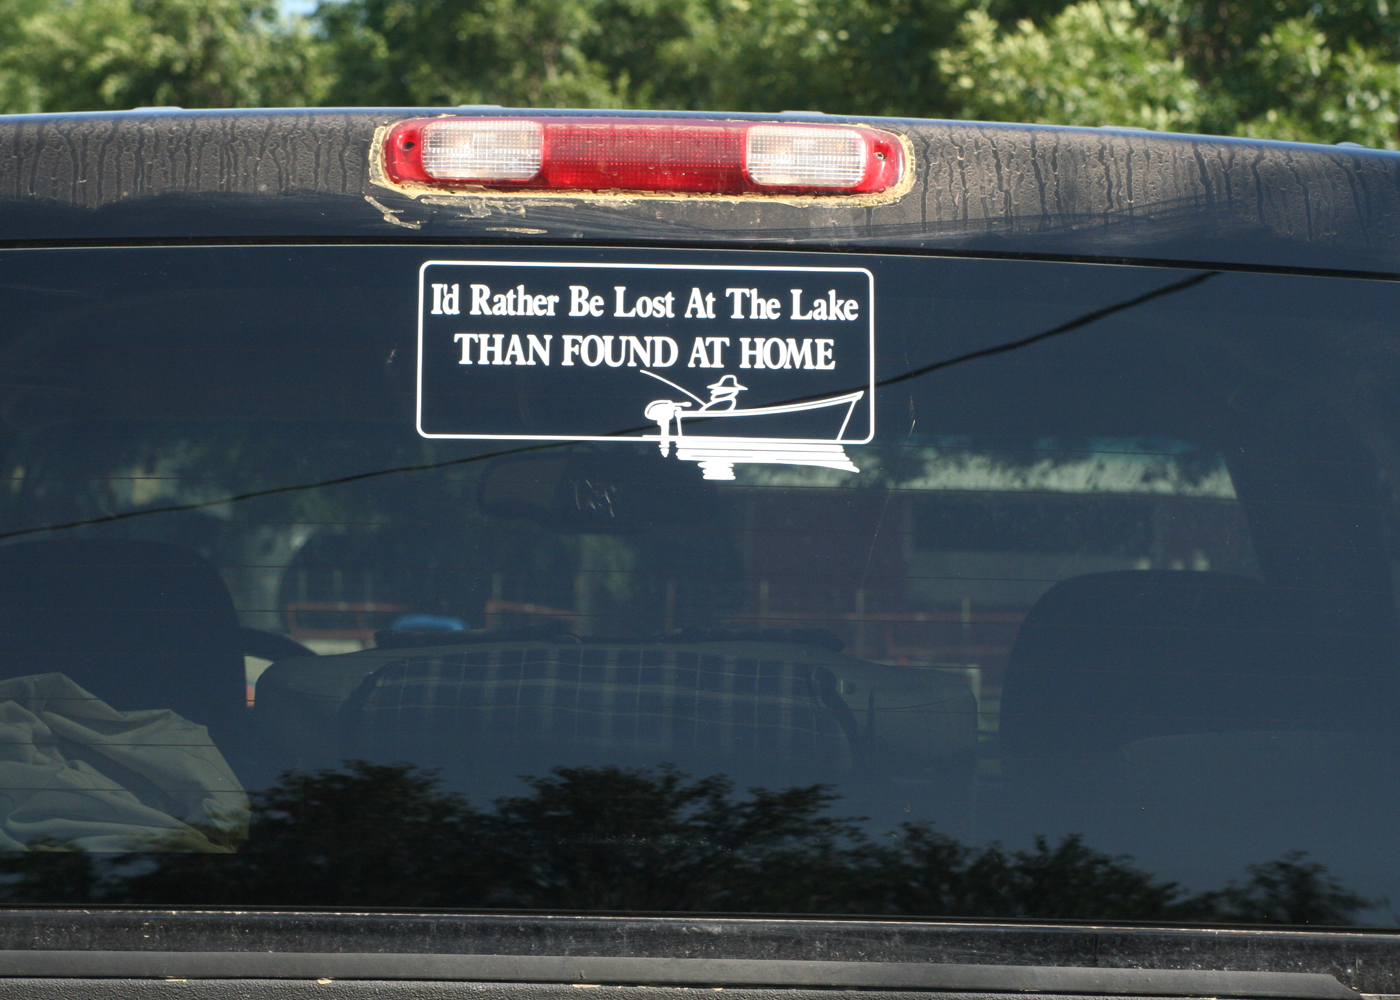 I'd Rather Be Lost At The Lake
THAN FOUND AT HOME